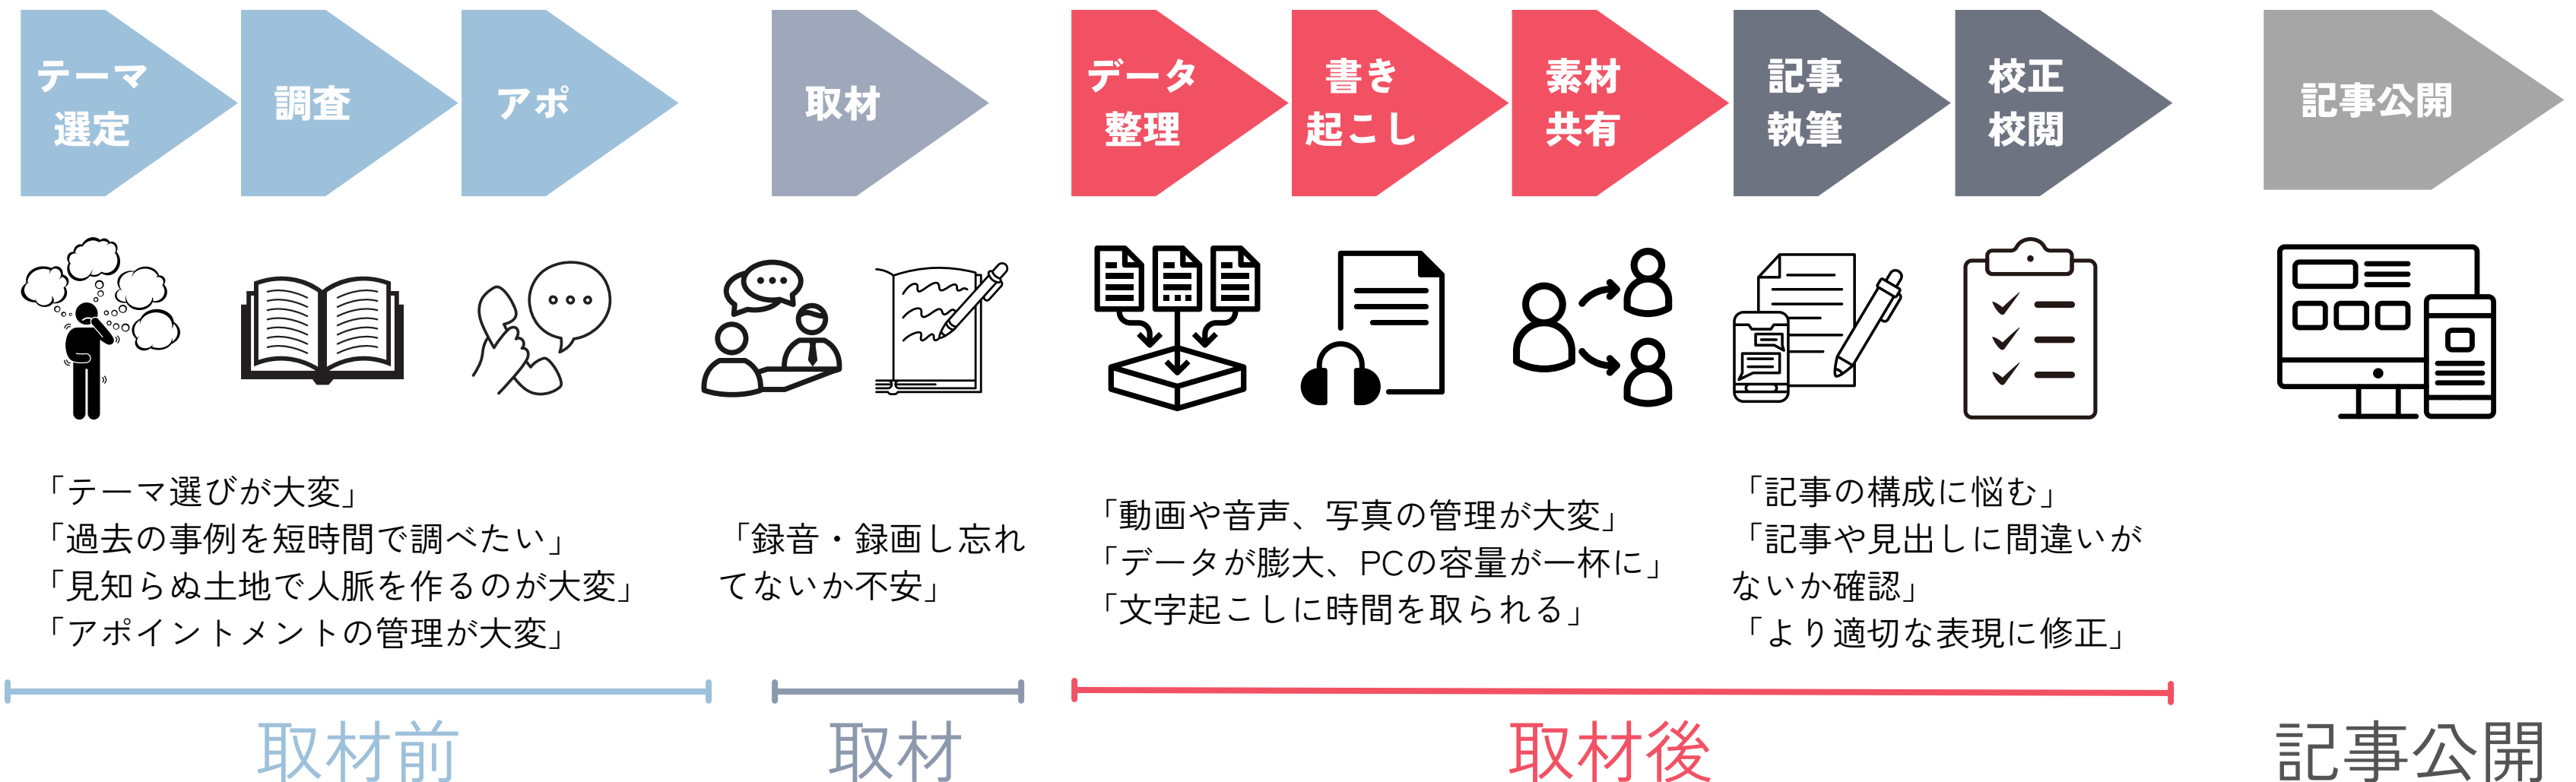 テーマ
選定
調査
アポ
取材
データ
整理
書き
起こし
素材
共有
記事
執筆
校正
校閲
記事公開
「テーマ選びが大変」
「過去の事例を短時間で調べたい」
「見知らぬ土地で人脈を作るのが大変」
「アポイントメントの管理が大変」
「録音・録画し忘れ
てないか不安」
「動画や音声、写真の管理が大変」
「データが膨大、PCの容量が一杯に」
「文字起こしに時間を取られる」
「記事の構成に悩む」
「記事や見出しに間違いが
ないか確認」
「より適切な表現に修正」
取材前
取材
取材後
記事公開